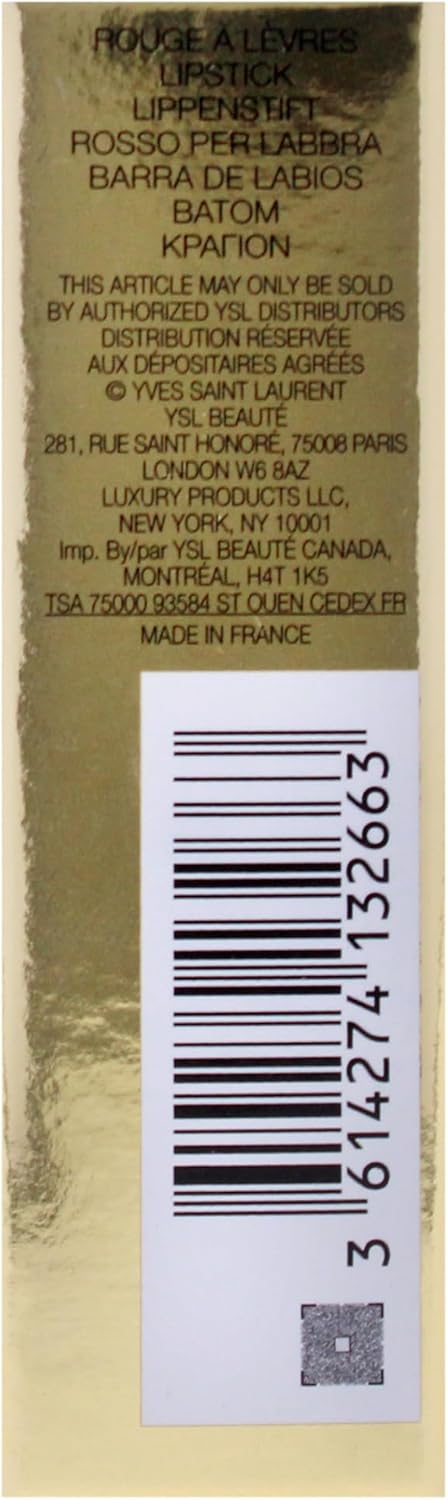 ROUGE À LÈVRES
LIPSTICK
LIPPENSTIFT
ROSSO PER LABBRA
BARRA DE LABIOS
BATOM
ΚΡΑΓΙΟΝ
THIS ARTICLE MAY ONLY BE SOLD
BY AUTHORIZED YSL DISTRIBUTORS
DISTRIBUTION RÉSERVÉE
AUX DÉPOSITAIRES AGRÉÉS
© YVES SAINT LAURENT
YSL BEAUTÉ
281, RUE SAINT HONORÉ, 75008 PARIS
LONDON W6 8AZ
LUXURY PRODUCTS LLC,
NEW YORK, NY 10001
Imp. By/par YSL BEAUTÉ CANADA,
MONTRÉAL, H4T 1K5
TSA 75000 93584 ST OUEN CEDEX FR
MADE IN FRANCE
3 614274 132663